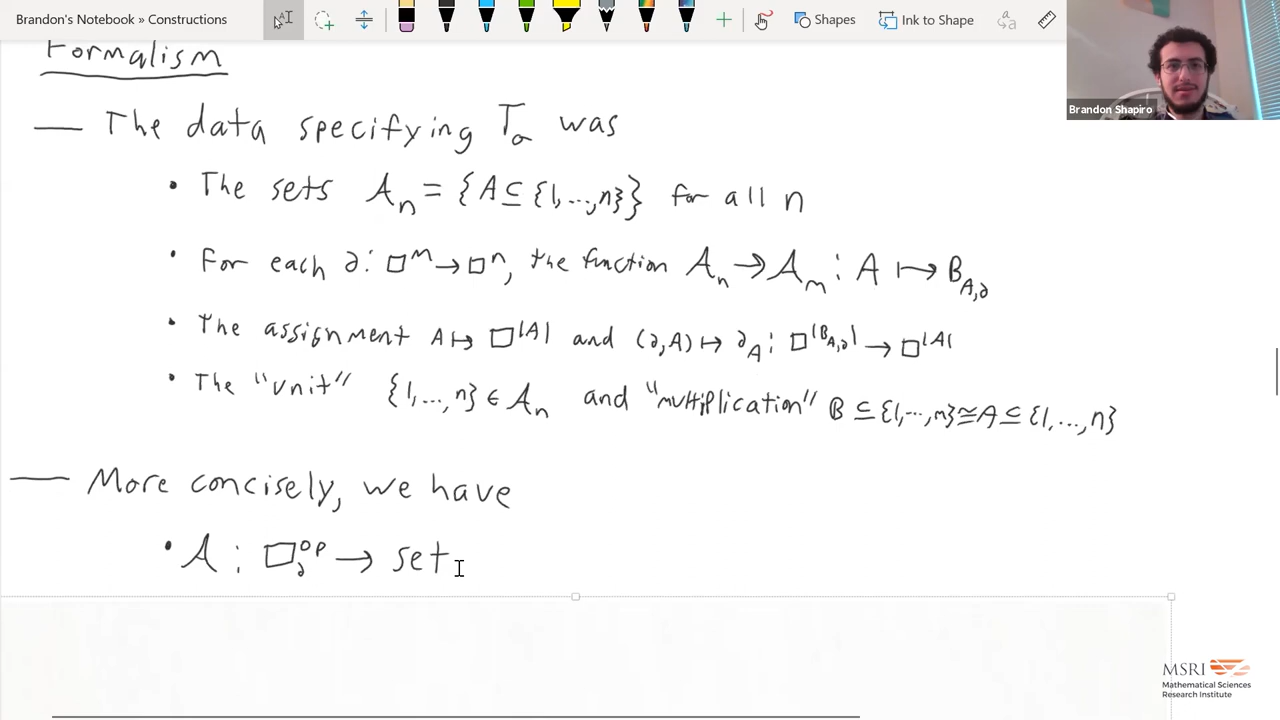 Brandon's Notebook » Constructions
Shapes
Ink to Shape
Brandon Shapiro
Formalism
— The data specifying T_σ was
• The sets A_n = {A ⊆ {1,...,n}} for all n
• For each ∂: □^m → □^n, the function A_n → A_m : A ↦ B_{A,∂}
• The assignment A ↦ □^{|A|} and (∂,A) ↦ ∂_A : □^{|B_{A,∂}|} → □^{|A|}
• The "unit" {1,...,n} ∈ A_n and "multiplication" B ⊆ {1,...,m} ≅ A ⊆ {1,...,n}
— More concisely, we have
• A : □_∂^{op} → set
MSRI
Mathematical Sciences
Research Institute